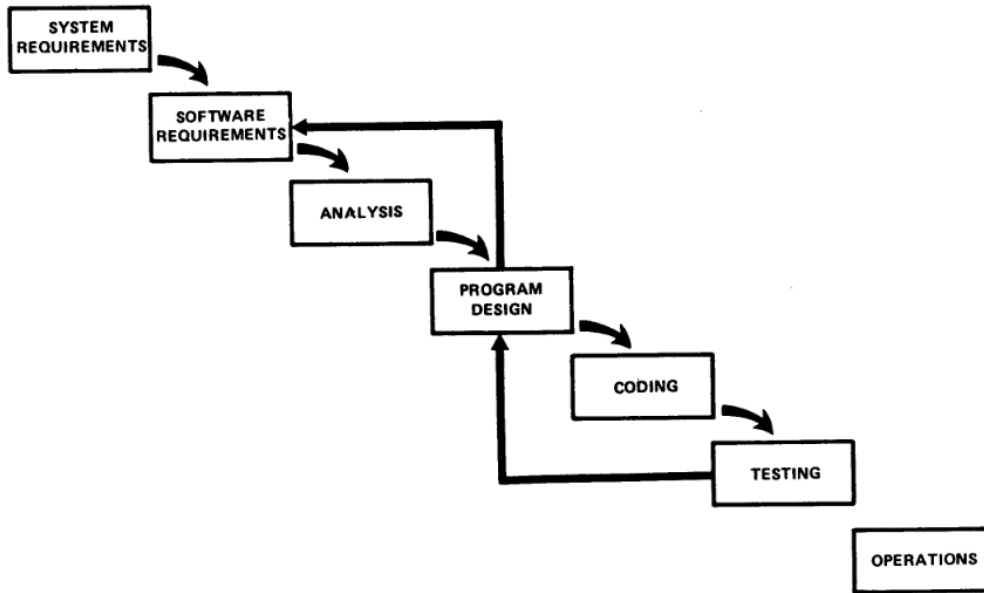 SYSTEM
REQUIREMENTS
SOFTWARE
REQUIREMENTS
ANALYSIS
PROGRAM
DESIGN
CODING
TESTING
OPERATIONS